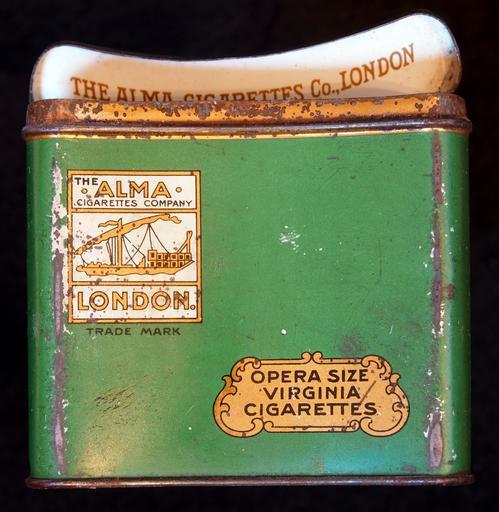 THE ALMA CIGARETTES Co., LONDON
THE
ALMA
CIGARETTES COMPANY
LONDON.
TRADE MARK
OPERA SIZE
VIRGINIA
CIGARETTES